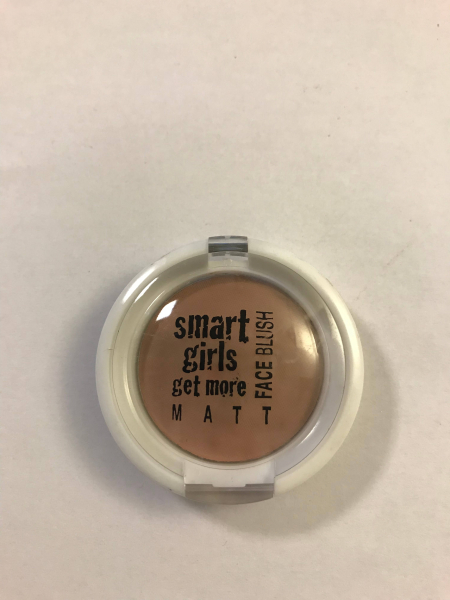 smart
girls
get more
MATT
FACE BLUSH